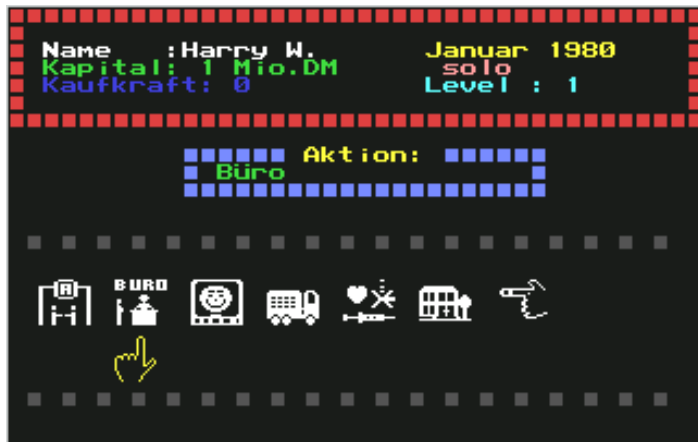 Name   :Harry W.       Januar 1980
Kapital: 1 Mio.DM       solo
Kaufkraft: 0           Level : 1
Aktion:
Büro
A
BURO